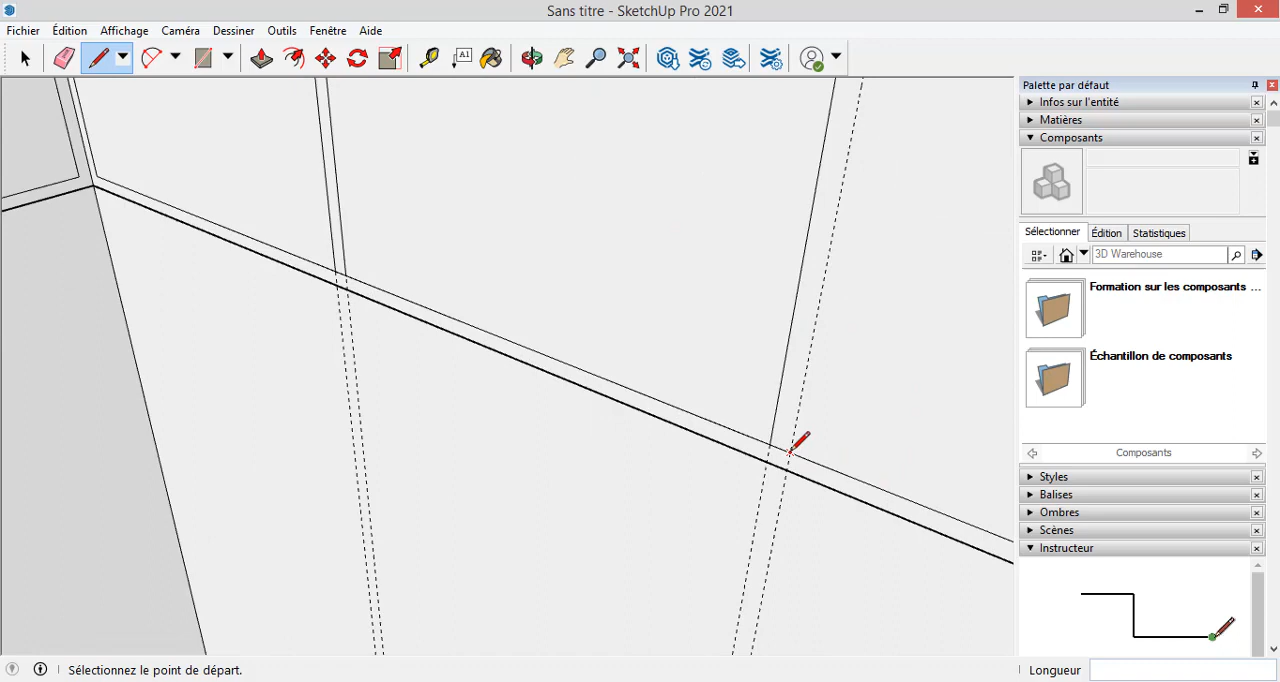 Sans titre - SketchUp Pro 2021
Fichier Édition Affichage Caméra Dessiner Outils Fenêtre Aide
A1
Palette par défaut
Infos sur l'entité
Matières
Composants
Sélectionner Édition Statistiques
3D Warehouse
Formation sur les composants ...
Échantillon de composants
Composants
Styles
Balises
Ombres
Scènes
Instructeur
Sélectionnez le point de départ.
Longueur